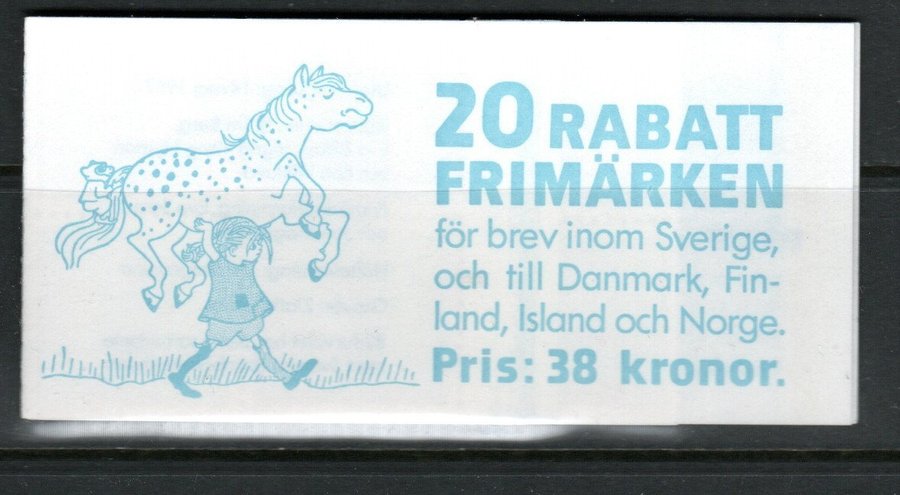 20 RABATT
FRIMÄRKEN
för brev inom Sverige,
och till Danmark, Fin-
land, Island och Norge.
Pris: 38 kronor.